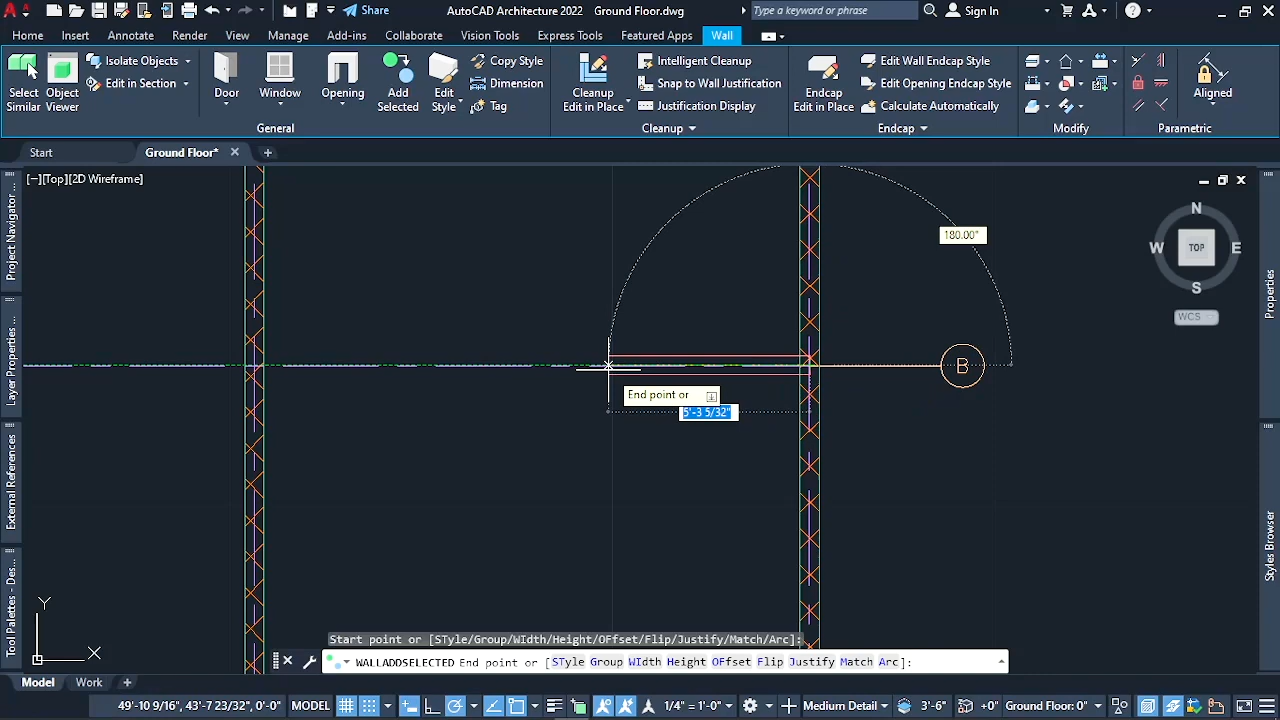 Share
AutoCAD Architecture 2022 Ground Floor.dwg
Type a keyword or phrase
Sign In
Home Insert Annotate Render View Manage Add-ins Collaborate Vision Tools Express Tools Featured Apps Wall
Select Similar
Object Viewer
Isolate Objects
Edit in Section
Door
Window
Opening
Add Selected
Edit Style
Copy Style
Dimension
Tag
General
Cleanup Edit in Place
Intelligent Cleanup
Snap to Wall Justification
Justification Display
Cleanup
Endcap Edit in Place
Edit Wall Endcap Style
Edit Opening Endcap Style
Calculate Automatically
Endcap
Modify
Aligned
Parametric
Start
Ground Floor*
[−][Top][2D Wireframe]
Project Navigator ...
Layer Properties ...
External References
Tool Palettes - Des...
180.00°
B
End point or
5'-3 5/32"
N
W TOP E
S
WCS
Properties
Styles Browser
Y
X
Start point or [STyle/Group/WIdth/Height/OFfset/Flip/Justify/Match/Arc]:
WALLADDSELECTED End point or [STyle Group WIdth Height OFfset Flip Justify Match Arc]:
Model Work
49'-10 9/16", 43'-7 23/32", 0'-0" MODEL 1/4" = 1'-0" Medium Detail 3'-6" +0" Ground Floor: 0"